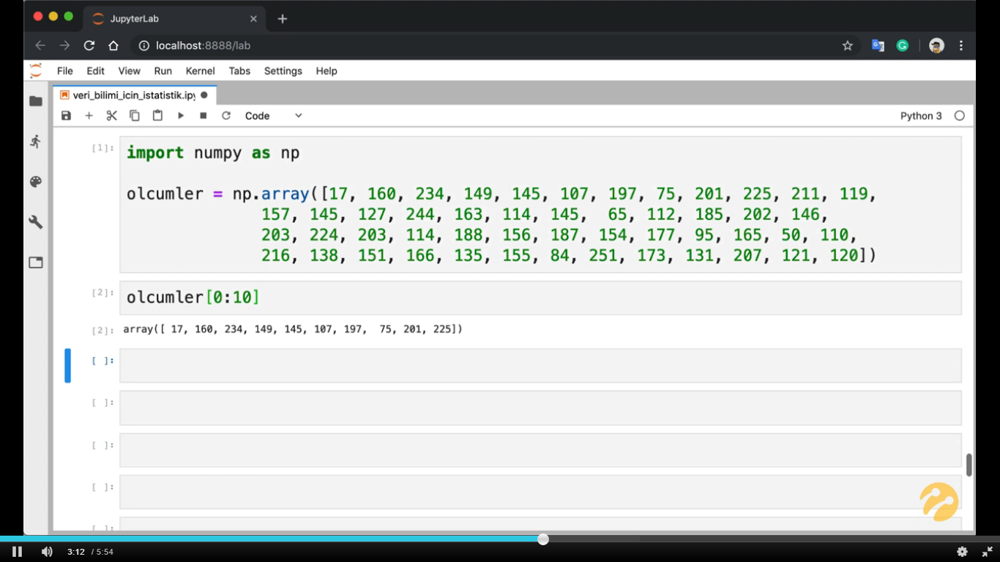 JupyterLab
localhost:8888/lab
File Edit View Run Kernel Tabs Settings Help
veri_bilimi_icin_istatistik.ipy
Code
Python 3
[1]: import numpy as np
olcumler = np.array([17, 160, 234, 149, 145, 107, 197, 75, 201, 225, 211, 119,
157, 145, 127, 244, 163, 114, 145, 65, 112, 185, 202, 146,
203, 224, 203, 114, 188, 156, 187, 154, 177, 95, 165, 50, 110,
216, 138, 151, 166, 135, 155, 84, 251, 173, 131, 207, 121, 120])
[2]: olcumler[0:10]
[2]: array([ 17, 160, 234, 149, 145, 107, 197, 75, 201, 225])
[ ]:
[ ]:
[ ]:
[ ]:
[ ]:
3:12 / 5:54